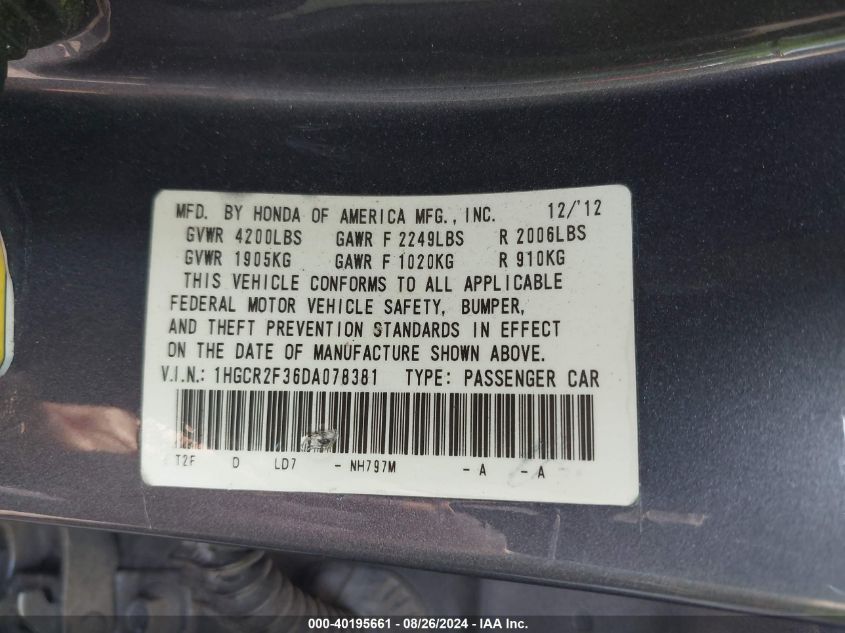 MFD. BY HONDA OF AMERICA MFG., INC. 12/'12
GVWR 4200LBS GAWR F 2249LBS R 2006LBS
GVWR 1905KG GAWR F 1020KG R 910KG
THIS VEHICLE CONFORMS TO ALL APPLICABLE
FEDERAL MOTOR VEHICLE SAFETY, BUMPER,
AND THEFT PREVENTION STANDARDS IN EFFECT
ON THE DATE OF MANUFACTURE SHOWN ABOVE.
V.I.N.: 1HGCR2F36DA078381 TYPE: PASSENGER CAR
T2F D LD7 - NH797M - A - A
000-40195661 - 08/26/2024 - IAA Inc.